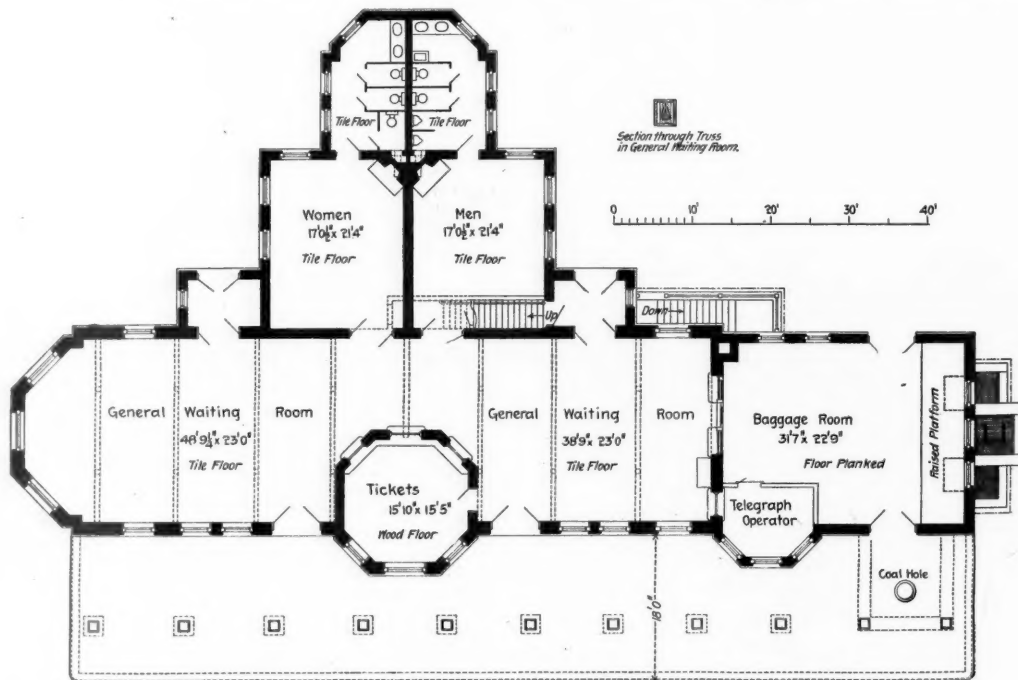 Tile Floor
Tile Floor
Section through Truss
in General Waiting Room.
0 10' 20' 30' 40'
Women
17'0½" x 21'4"
Tile Floor
Men
17'0½" x 21'4"
Tile Floor
Up
Down
General Waiting Room
48'9¼" x 23'0"
Tile Floor
General Waiting Room
38'9" x 23'0"
Tile Floor
Baggage Room
31'7" x 22'9"
Floor Planked
Raised Platform
Tickets
15'10" x 15'5"
Wood Floor
Telegraph
Operator
Coal Hole
18'0"